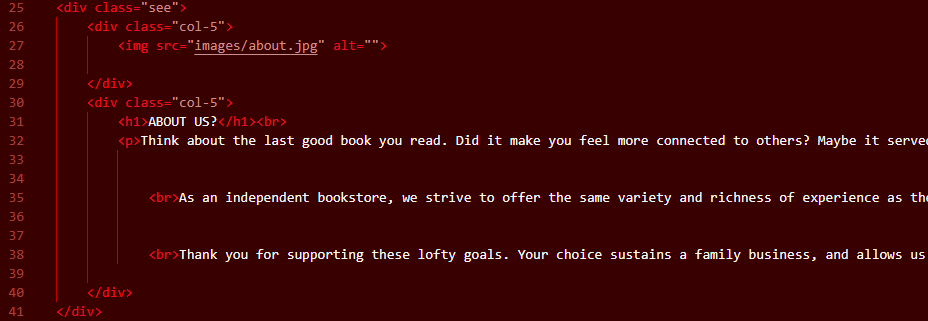 25 <div class="see">
26 <div class="col-5">
27 <img src="images/about.jpg" alt="">
28
29 </div>
30 <div class="col-5">
31 <h1>ABOUT US?</h1><br>
32 <p>Think about the last good book you read. Did it make you feel more connected to others? Maybe it served
33
34
35 <br>As an independent bookstore, we strive to offer the same variety and richness of experience as the
36
37
38 <br>Thank you for supporting these lofty goals. Your choice sustains a family business, and allows us
39
40 </div>
41 </div>